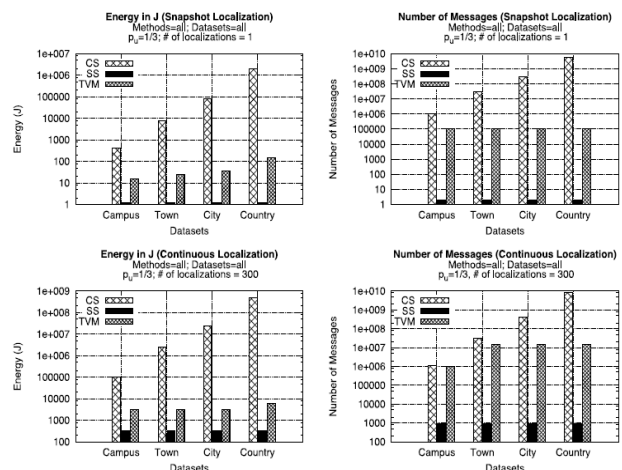 Energy in J (Snapshot Localization)
Methods=all; Datasets=all
pu=1/3; # of localizations = 1
1e+007
1e+006
100000
10000
1000
100
10
1
Energy (J)
CS
SS
TVM
Campus Town City Country
Datasets
Number of Messages (Snapshot Localization)
Methods=all; Datasets=all
pu=1/3; # of localizations = 1
1e+010
1e+009
1e+008
1e+007
1e+006
100000
10000
1000
100
10
1
Number of Messages
CS
SS
TVM
Campus Town City Country
Datasets
Energy in J (Continuous Localization)
Methods=all; Datasets=all
pu=1/3, # of localizations = 300
1e+009
1e+008
1e+007
1e+006
100000
10000
1000
100
Energy (J)
CS
SS
TVM
Campus Town City Country
Datasets
Number of Messages (Continuous Localization)
Methods=all; Datasets=all
pu=1/3, # of localizations = 300
1e+010
1e+009
1e+008
1e+007
1e+006
100000
10000
1000
100
Number of Messages
CS
SS
TVM
Campus Town City Country
Datasets